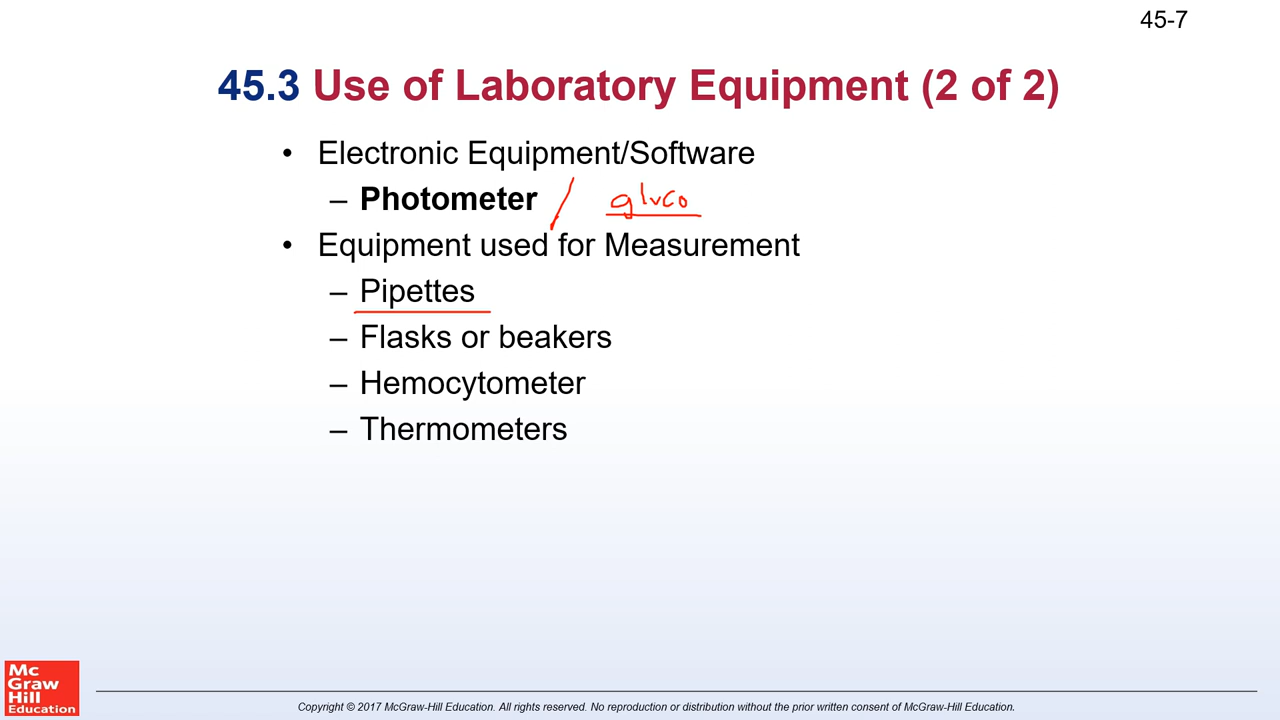 45-7
45.3 Use of Laboratory Equipment (2 of 2)
• Electronic Equipment/Software
– Photometer / gluco
• Equipment used for Measurement
– Pipettes
– Flasks or beakers
– Hemocytometer
– Thermometers
Mc
Graw
Hill
Education
Copyright © 2017 McGraw-Hill Education. All rights reserved. No reproduction or distribution without the prior written consent of McGraw-Hill Education.